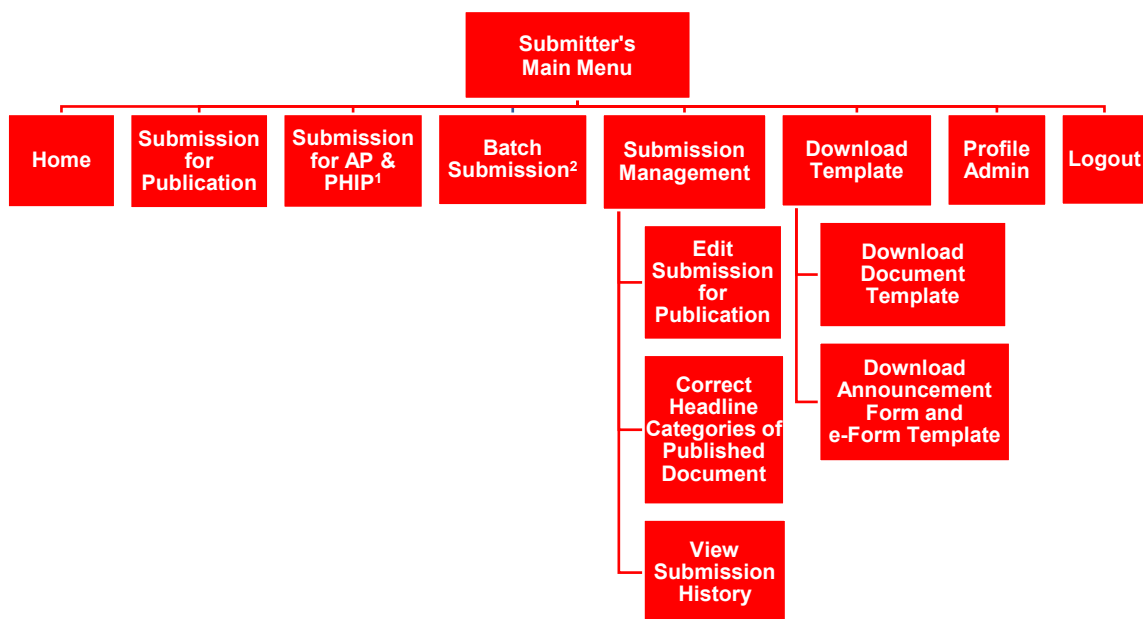 Submitter's
Main Menu
Home
Submission
for
Publication
Submission
for AP &
PHIP¹
Batch
Submission²
Submission
Management
Download
Template
Profile
Admin
Logout
Edit
Submission
for
Publication
Correct
Headline
Categories of
Published
Document
View
Submission
History
Download
Document
Template
Download
Announcement
Form and
e-Form Template